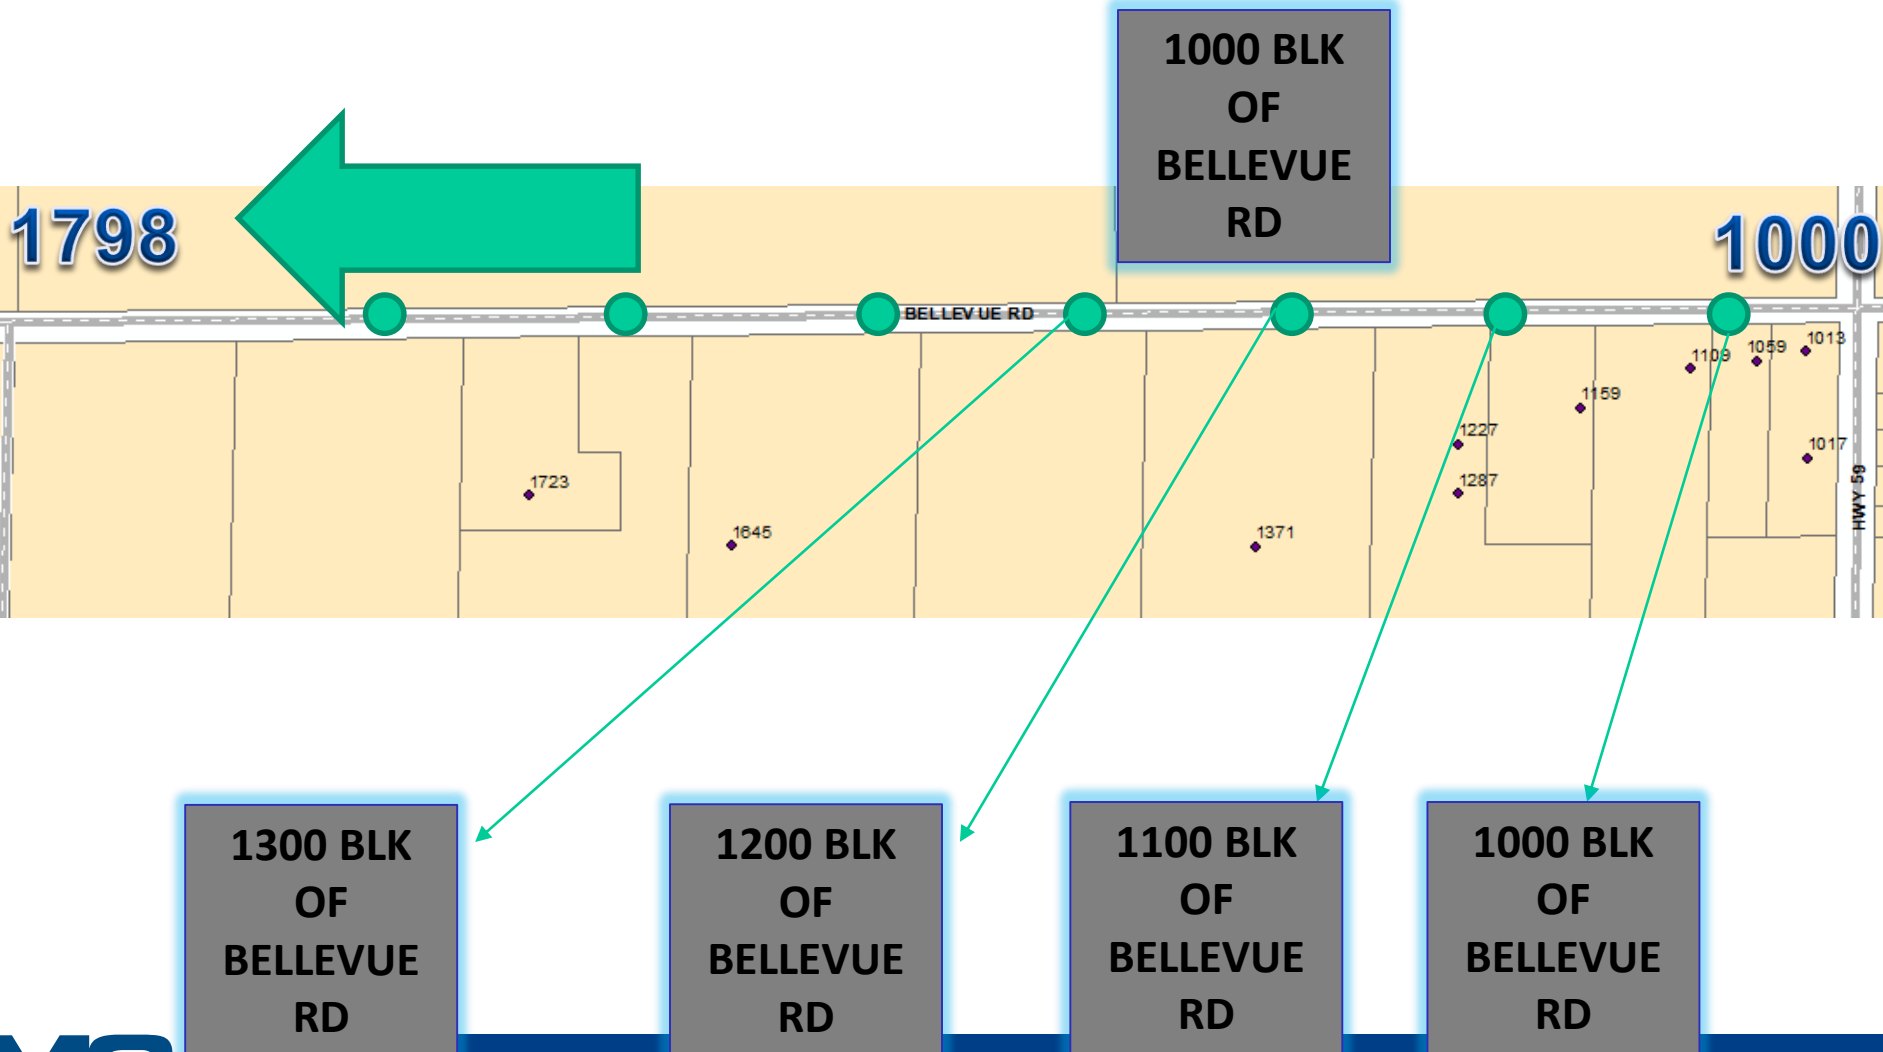 1000 BLK
OF
BELLEVUE
RD
1798
1000
BELLEVUE RD
1109
1059
1013
1159
1227
1017
1287
1723
1645
1371
HWY 59
1300 BLK
OF
BELLEVUE
RD
1200 BLK
OF
BELLEVUE
RD
1100 BLK
OF
BELLEVUE
RD
1000 BLK
OF
BELLEVUE
RD